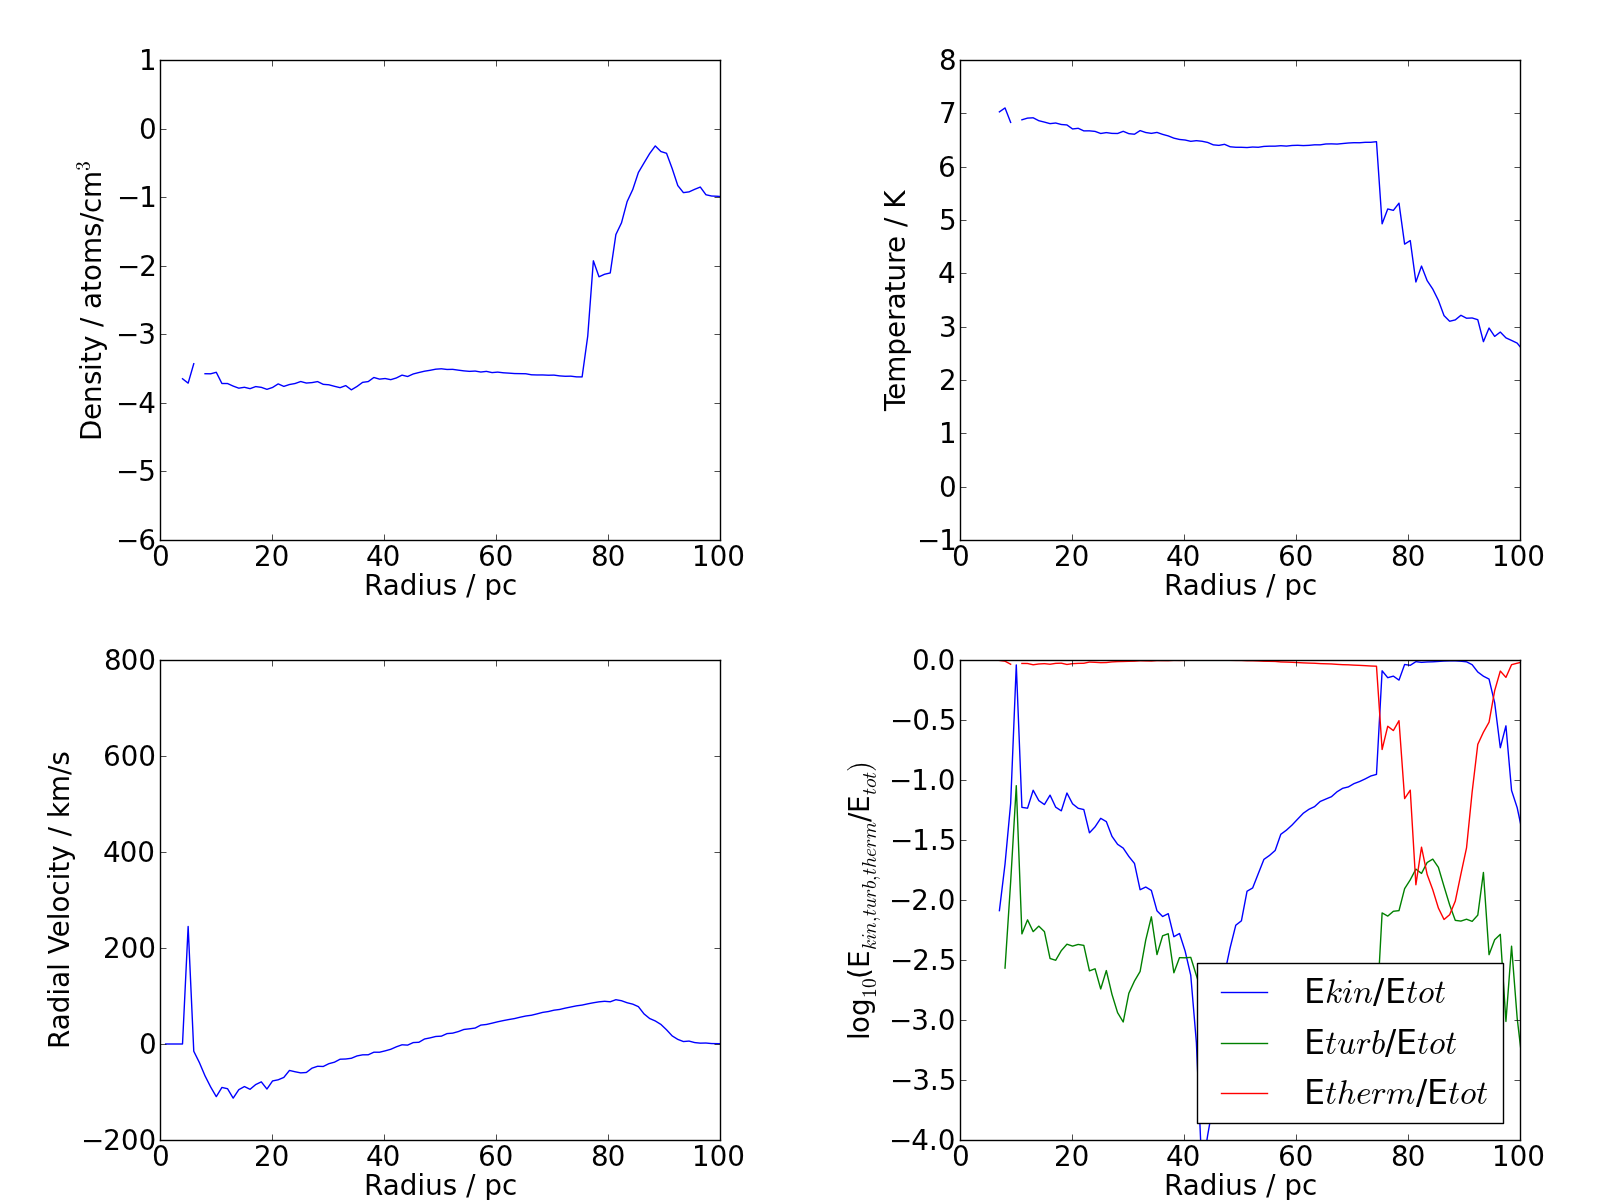 1
0
−1
−2
−3
−4
−5
−6
Density / atoms/cm³
0 20 40 60 80 100
Radius / pc
8
7
6
5
4
3
2
1
0
−1
Temperature / K
0 20 40 60 80 100
Radius / pc
800
600
400
200
0
−200
Radial Velocity / km/s
0 20 40 60 80 100
Radius / pc
0.0
−0.5
−1.0
−1.5
−2.0
−2.5
−3.0
−3.5
−4.0
log₁₀(E_kin,turb,therm/E_tot)
Ekin/Etot
Eturb/Etot
Etherm/Etot
0 20 40 60 80 100
Radius / pc